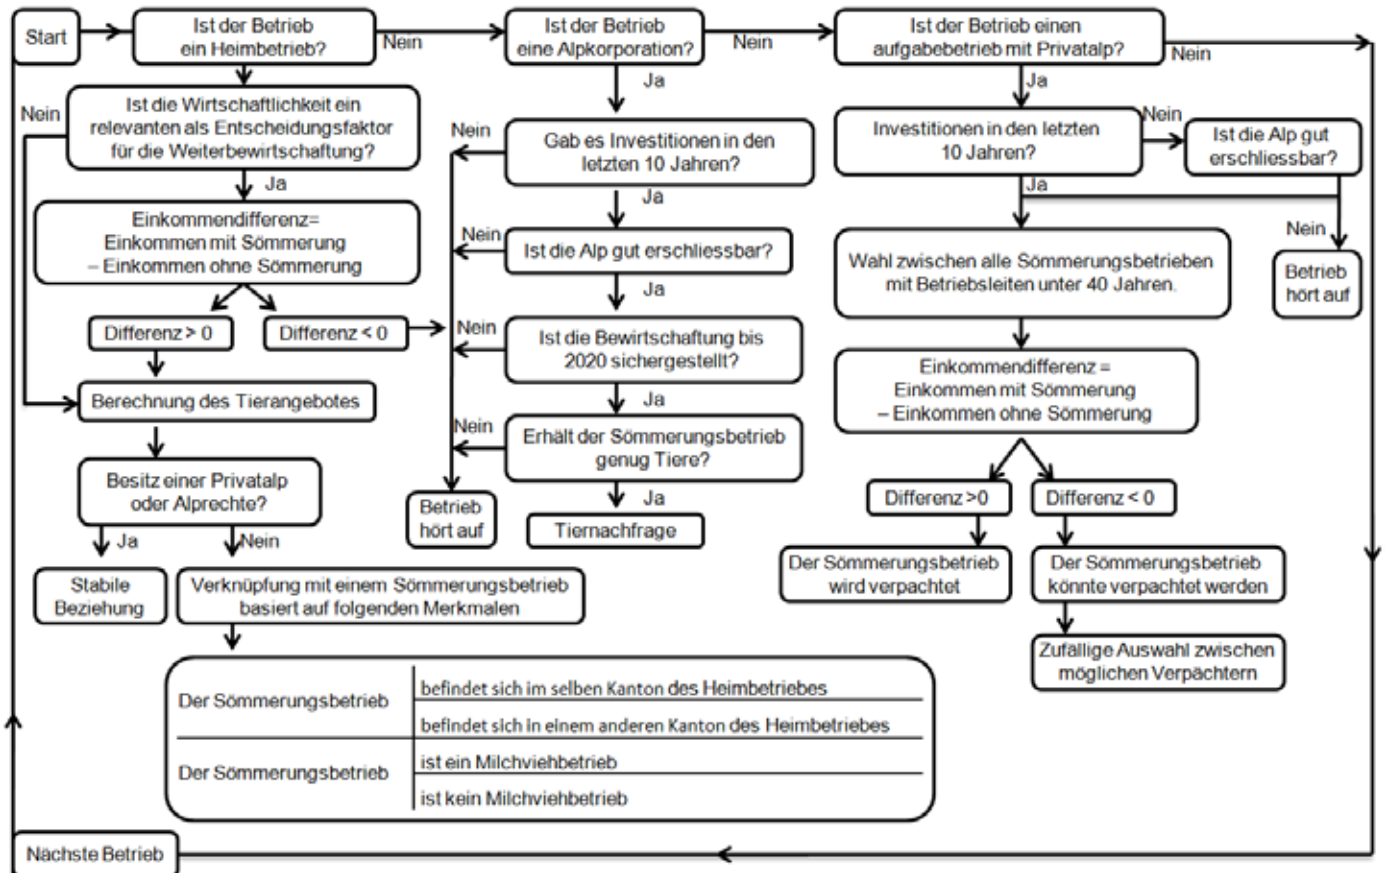 Start
Ist der Betrieb
ein Heimbetrieb?
Nein
Ist der Betrieb
eine Alpkorporation?
Nein
Ist der Betrieb einen
aufgabebetrieb mit Privatalp?
Nein
Nein
Ist die Wirtschaftlichkeit ein
relevanten als Entscheidungsfaktor
für die Weiterbewirtschaftung?
Ja
Einkommendifferenz=
Einkommen mit Sömmerung
– Einkommen ohne Sömmerung
Differenz > 0
Differenz < 0
Berechnung des Tierangebotes
Besitz einer Privatalp
oder Alprechte?
Ja
Nein
Stabile
Beziehung
Verknüpfung mit einem Sömmerungsbetrieb
basiert auf folgenden Merkmalen
Der Sömmerungsbetrieb
befindet sich im selben Kanton des Heimbetriebes
befindet sich in einem anderen Kanton des Heimbetriebes
Der Sömmerungsbetrieb
ist ein Milchviehbetrieb
ist kein Milchviehbetrieb
Ja
Nein
Gab es Investitionen in den
letzten 10 Jahren?
Ja
Nein
Ist die Alp gut erschliessbar?
Ja
Nein
Ist die Bewirtschaftung bis
2020 sichergestellt?
Ja
Nein
Erhält der Sömmerungsbetrieb
genug Tiere?
Ja
Betrieb
hört auf
Tiernachfrage
Ja
Investitionen in den letzten
10 Jahren?
Nein
Ist die Alp gut
erschliessbar?
Ja
Nein
Betrieb
hört auf
Wahl zwischen alle Sömmerungsbetrieben
mit Betriebsleiten unter 40 Jahren.
Einkommendifferenz =
Einkommen mit Sömmerung
– Einkommen ohne Sömmerung
Differenz >0
Differenz < 0
Der Sömmerungsbetrieb
wird verpachtet
Der Sömmerungsbetrieb
könnte verpachtet werden
Zufällige Auswahl zwischen
möglichen Verpächtern
Nächste Betrieb